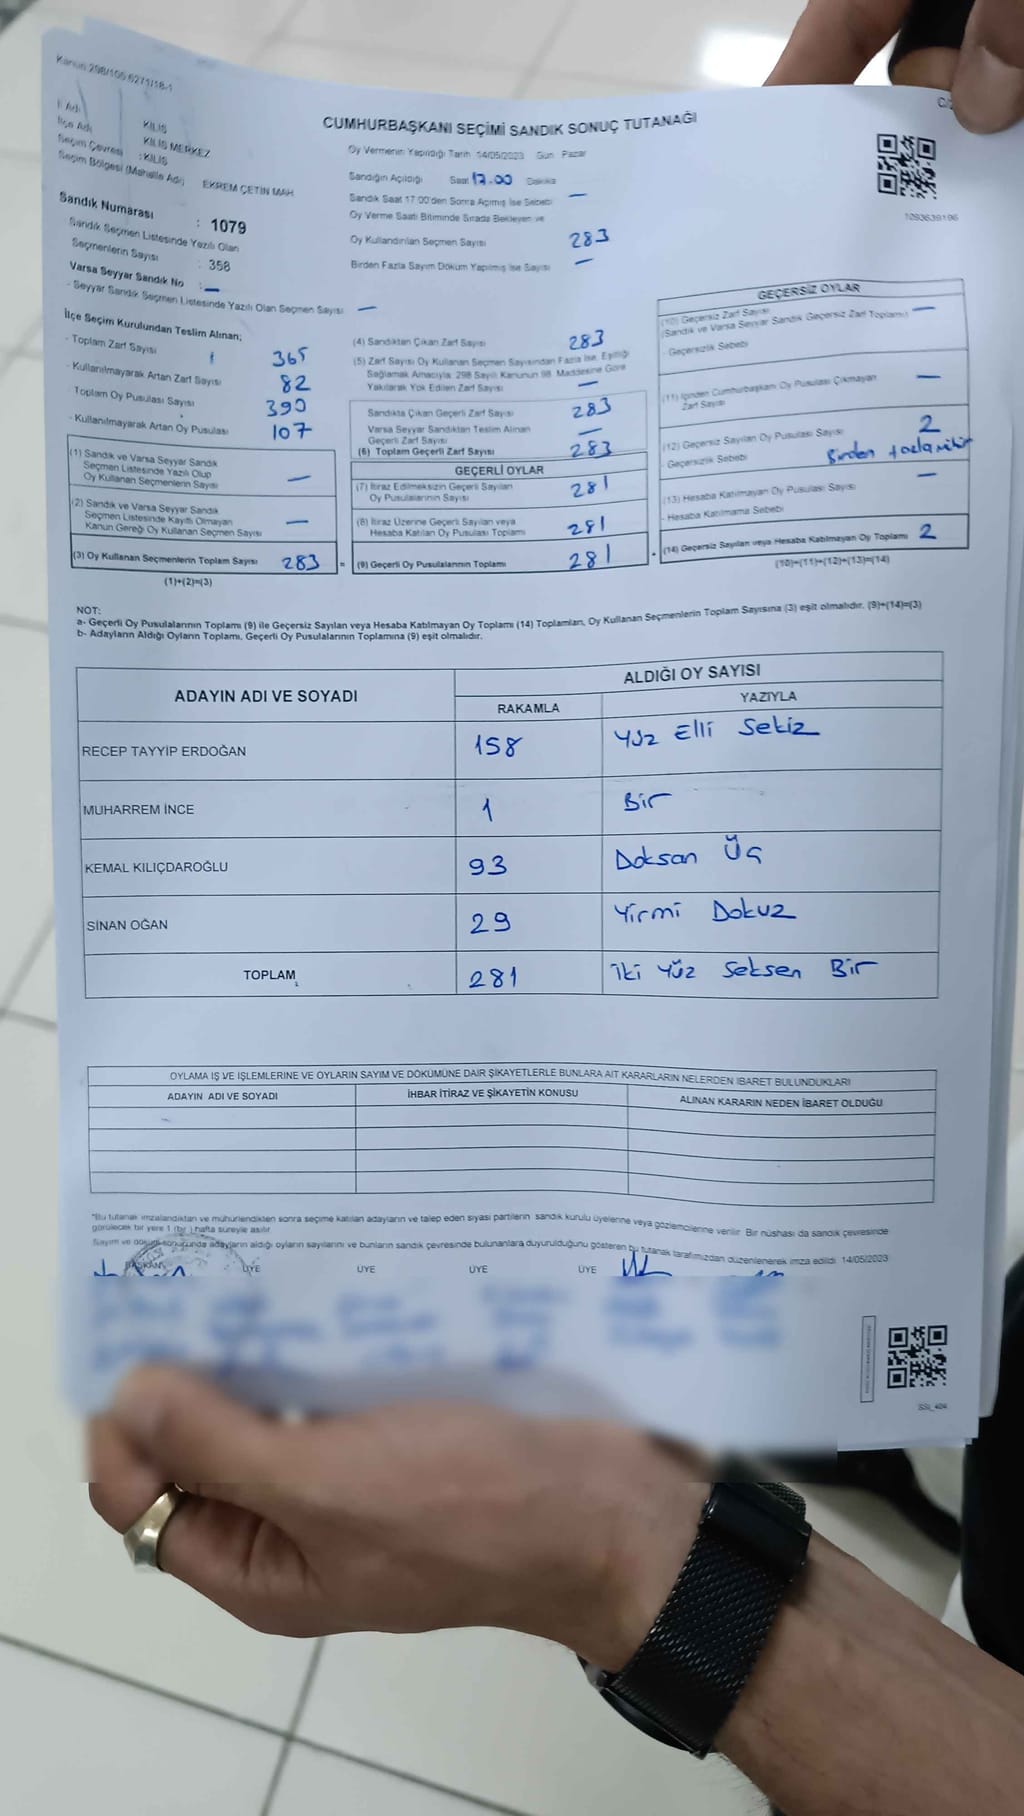 Kanun 298/105 6271/18-1
C/2
CUMHURBAŞKANI SEÇİMİ SANDIK SONUÇ TUTANAĞI
İl Adı KİLİS
İlçe Adı KİLİS MERKEZ
Seçim Çevresi : KİLİS
Seçim Bölgesi (Mahalle Adı) EKREM ÇETİN MAH
Sandık Numarası : 1079
Sandık Seçmen Listesinde Yazılı Olan
Seçmenlerin Sayısı : 358
Varsa Seyyar Sandık No : —
- Seyyar Sandık Seçmen Listesinde Yazılı Olan Seçmen Sayısı —
Oy Vermenin Yapıldığı Tarih 14/05/2023 Gün Pazar
Sandığın Açıldığı Saat 17.00 Dakika
Sandık Saat 17:00'den Sonra Açımış İse Sebebi —
Oy Verme Saati Bitiminde Sırada Bekleyen ve
Oy Kullandırılan Seçmen Sayısı 283
Birden Fazla Sayım Döküm Yapılmış İse Sayısı —
1093639196
İlçe Seçim Kurulundan Teslim Alınan;
- Toplam Zarf Sayısı 365
- Kullanılmayarak Artan Zarf Sayısı 82
- Toplam Oy Pusulası Sayısı 390
- Kullanılmayarak Artan Oy Pusulası 107
(1) Sandık ve Varsa Seyyar Sandık
Seçmen Listesinde Yazılı Olup
Oy Kullanan Seçmenlerin Sayısı —
(2) Sandık ve Varsa Seyyar Sandık
Seçmen Listesinde Kayıtlı Olmayan
Kanun Gereği Oy Kullanan Seçmen Sayısı —
(3) Oy Kullanan Seçmenlerin Toplam Sayısı 283 =
(1)+(2)=(3)
(4) Sandıktan Çıkan Zarf Sayısı 283
(5) Zarf Sayısı Oy Kullanan Seçmen Sayısından Fazla İse, Eşitliği
Sağlamak Amacıyla 298 Sayılı Kanunun 98. Maddesine Göre
Yakılarak Yok Edilen Zarf Sayısı —
Sandıkta Çıkan Geçerli Zarf Sayısı 283
Varsa Seyyar Sandıktan Teslim Alınan
Geçerli Zarf Sayısı —
(6) Toplam Geçerli Zarf Sayısı 283
GEÇERLİ OYLAR
(7) İtiraz Edilmeksizin Geçerli Sayılan
Oy Pusulalarının Sayısı 281
(8) İtiraz Üzerine Geçerli Sayılan veya
Hesaba Katılan Oy Pusulası Toplamı 281
(9) Geçerli Oy Pusulalarının Toplamı 281 +
GEÇERSİZ OYLAR
(10) Geçersiz Zarf Sayısı
(Sandık ve Varsa Seyyar Sandık Geçersiz Zarf Toplamı) —
- Geçersizlik Sebebi
(11) İçinden Cumhurbaşkanı Oy Pusulası Çıkmayan
Zarf Sayısı —
(12) Geçersiz Sayılan Oy Pusulası Sayısı 2
- Geçersizlik Sebebi Birden fazla mühür
(13) Hesaba Katılmayan Oy Pusulası Sayısı —
- Hesaba Katılmama Sebebi
(14) Geçersiz Sayılan veya Hesaba Katılmayan Oy Toplamı 2
(10)+(11)+(12)+(13)=(14)
NOT:
a- Geçerli Oy Pusulalarının Toplamı (9) ile Geçersiz Sayılan veya Hesaba Katılmayan Oy Toplamı (14) Toplamları, Oy Kullanan Seçmenlerin Toplam Sayısına (3) eşit olmalıdır. (9)+(14)=(3)
b- Adayların Aldığı Oyların Toplamı, Geçerli Oy Pusulalarının Toplamına (9) eşit olmalıdır.
ADAYIN ADI VE SOYADI ALDIĞI OY SAYISI
RAKAMLA YAZIYLA
RECEP TAYYİP ERDOĞAN 158 Yüz Elli Sekiz
MUHARREM İNCE 1 Bir
KEMAL KILIÇDAROĞLU 93 Doksan Üç
SİNAN OĞAN 29 Yirmi Dokuz
TOPLAM 281 İki Yüz Seksen Bir
OYLAMA İŞ VE İŞLEMLERİNE VE OYLARIN SAYIM VE DÖKÜMÜNE DAİR ŞİKAYETLERLE BUNLARA AİT KARARLARIN NELERDEN İBARET BULUNDUKLARI
ADAYIN ADI VE SOYADI İHBAR İTİRAZ VE ŞİKAYETİN KONUSU ALINAN KARARIN NEDEN İBARET OLDUĞU
*Bu tutanak imzalandıktan ve mühürlendikten sonra seçime katılan adayların ve talep eden siyasi partilerin sandık kurulu üyelerine veya gözlemcilerine verilir. Bir nüshası da sandık çevresinde
görülecek bir yere 1 (bir) hafta süreyle asılır.
Sayım ve döküm sonucunda adayların aldığı oyların sayılarını ve bunların sandık çevresinde bulunanlara duyurulduğunu gösteren bu tutanak tarafımızdan düzenlenerek imza edildi. 14/05/2023
BAŞKAN ÜYE ÜYE ÜYE ÜYE
SSİ_404